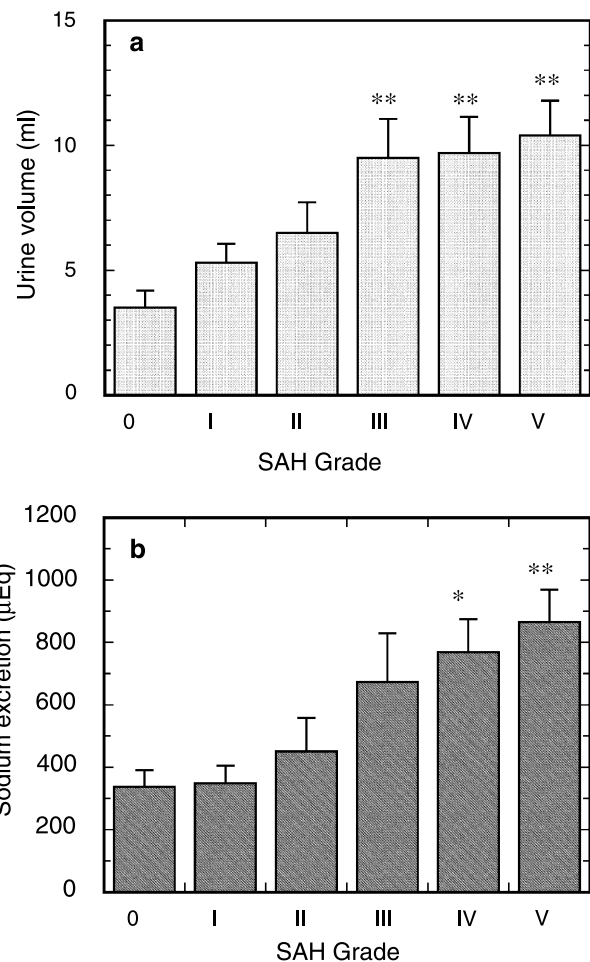 15
a
**
**
**
10
5
0
Urine volume (ml)
0 I II III IV V
SAH Grade
1200
b
1000
**
*
800
600
400
200
0
Sodium excretion (μEq)
0 I II III IV V
SAH Grade